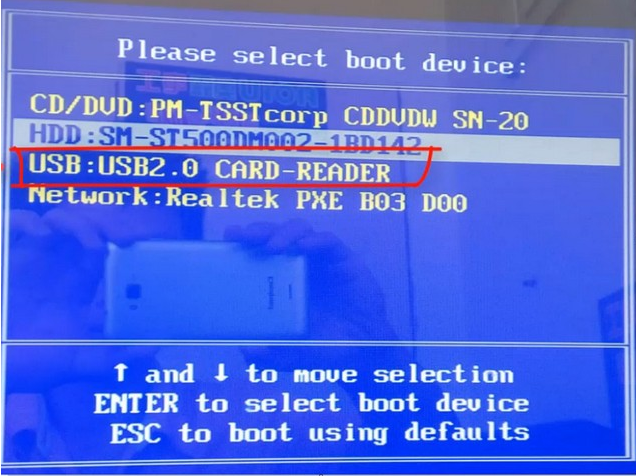 Please select boot device:
CD/DVD:PM-TSSTcorp CDDVDW SN-20
HDD:SM-ST500DM002-1BD142
USB:USB2.0 CARD-READER
Network:Realtek PXE B03 D00
↑ and ↓ to move selection
ENTER to select boot device
ESC to boot using defaults